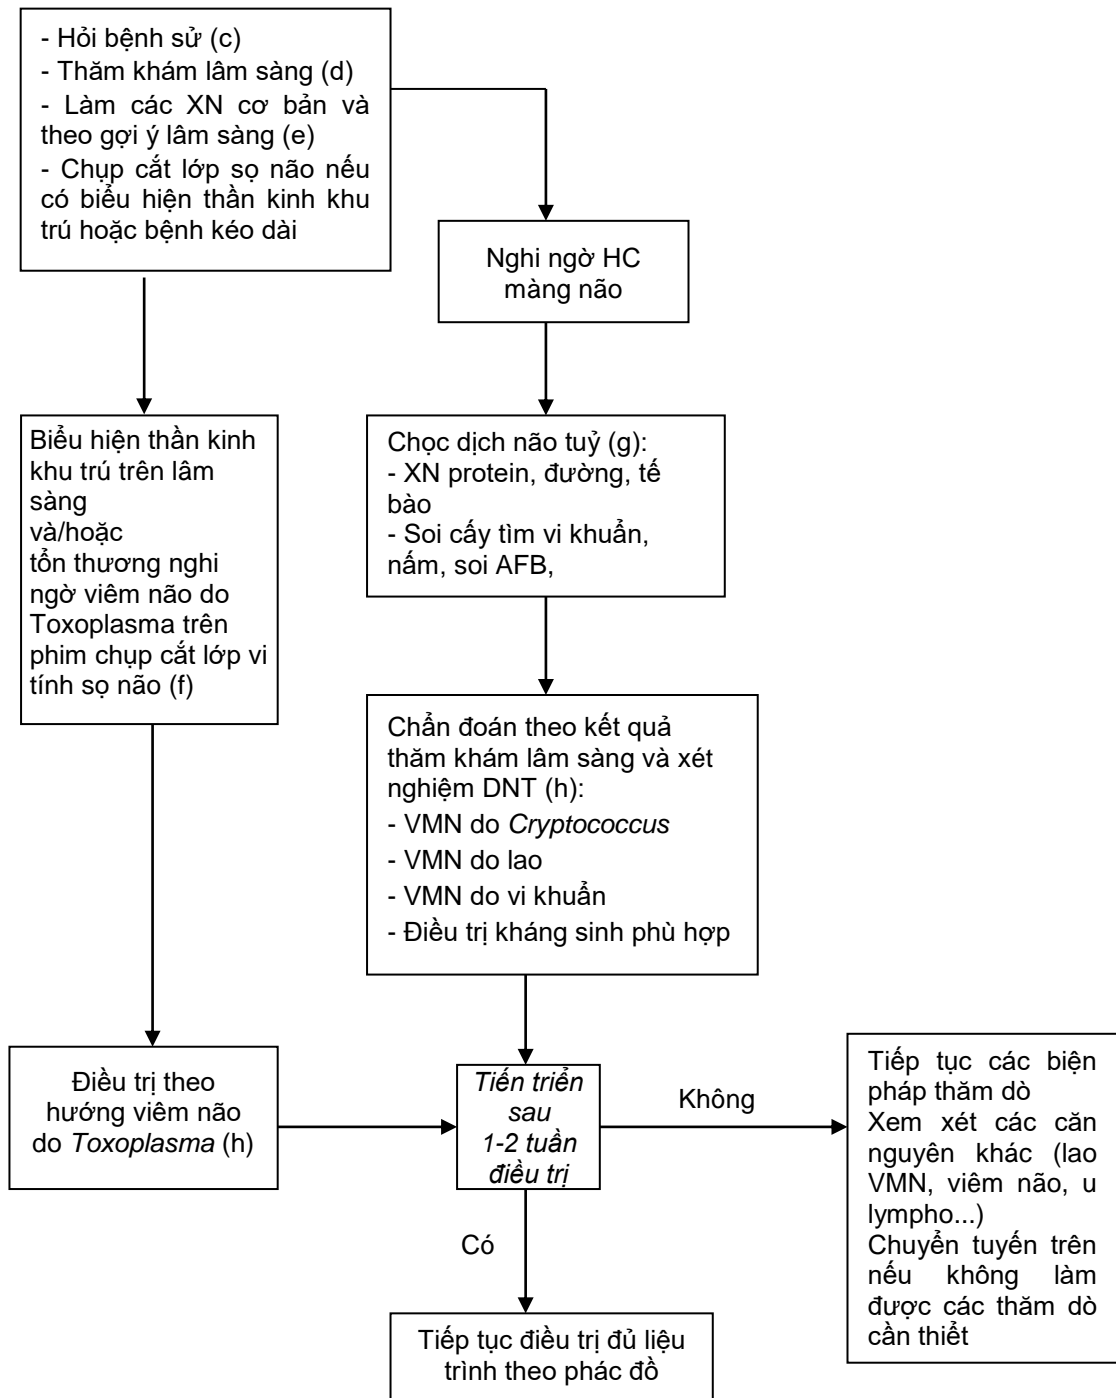 - Hỏi bệnh sử (c)
- Thăm khám lâm sàng (d)
- Làm các XN cơ bản và
theo gợi ý lâm sàng (e)
- Chụp cắt lớp sọ não nếu
có biểu hiện thần kinh khu
trú hoặc bệnh kéo dài
Nghi ngờ HC
màng não
Biểu hiện thần kinh
khu trú trên lâm
sàng
và/hoặc
tổn thương nghi
ngờ viêm não do
Toxoplasma trên
phim chụp cắt lớp vi
tính sọ não (f)
Chọc dịch não tuỷ (g):
- XN protein, đường, tế
bào
- Soi cấy tìm vi khuẩn,
nấm, soi AFB,
Chẩn đoán theo kết quả
thăm khám lâm sàng và xét
nghiệm DNT (h):
- VMN do Cryptococcus
- VMN do lao
- VMN do vi khuẩn
- Điều trị kháng sinh phù hợp
Điều trị theo
hướng viêm não
do Toxoplasma (h)
Tiến triển
sau
1-2 tuần
điều trị
Không
Tiếp tục các biện
pháp thăm dò
Xem xét các căn
nguyên khác (lao
VMN, viêm não, u
lympho...)
Chuyển tuyến trên
nếu không làm
được các thăm dò
cần thiết
Có
Tiếp tục điều trị đủ liệu
trình theo phác đồ